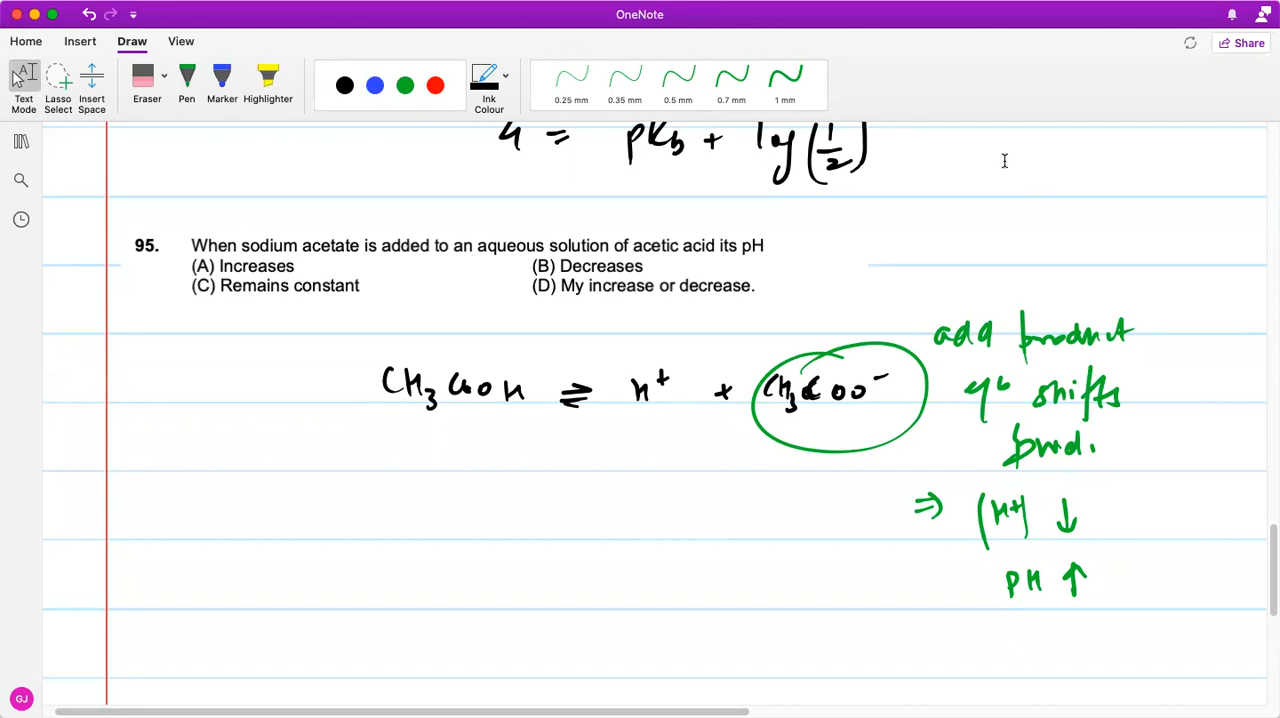 OneNote
Home Insert Draw View
Share
Text Mode
Lasso Select
Insert Space
Eraser
Pen
Marker
Highlighter
Ink Colour
0.25 mm
0.35 mm
0.5 mm
0.7 mm
1 mm
4 = pKb + log (1/2)
95. When sodium acetate is added to an aqueous solution of acetic acid its pH
(A) Increases (B) Decreases
(C) Remains constant (D) My increase or decrease.
add product
CH3COOH ⇌ H+ + CH3COO−
shifts
⇒ [H+] ↓
pH ↑
GJ